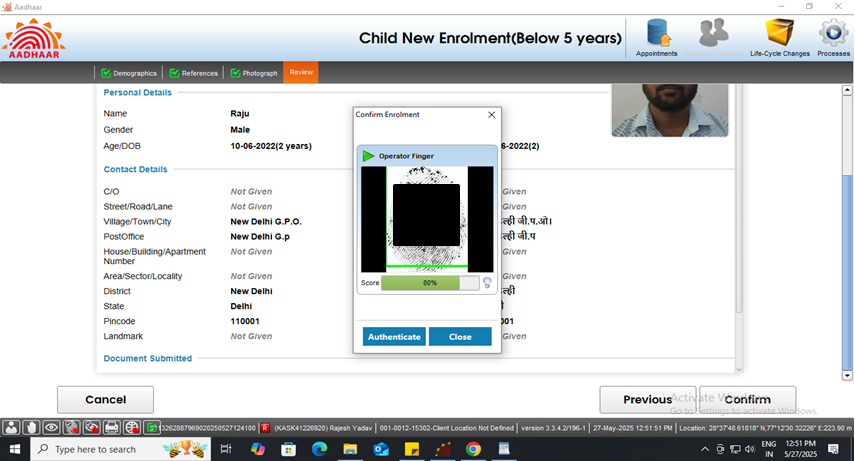 Aadhaar
AADHAAR
Child New Enrolment(Below 5 years)
Appointments
Life-Cycle Changes
Processes
Demographics
References
Photograph
Review
Personal Details
Name Raju
Gender Male
Age/DOB 10-06-2022(2 years) 6-2022(2)
Contact Details
C/O Not Given Given
Street/Road/Lane Not Given Given
Village/Town/City New Delhi G.P.O. ल्ही जी.प.ओ।
PostOffice New Delhi G.p ल्ही जी.प
House/Building/Apartment Number Not Given Given
Area/Sector/Locality Not Given Given
District New Delhi ल्ही
State Delhi
Pincode 110001 001
Landmark Not Given Given
Document Submitted
Confirm Enrolment
Operator Finger
Score 80%
Authenticate Close
Cancel Previous Confirm
Activate Windows
Go to Settings to activate Windows.
(KASK41226920) Rajesh Yadav 001-0012-15302-Client Location Not Defined version 3.3.4.2/196-1 27-May-2025 12:51:51 PM Location: 28°37'48.61818" N,77°12'30.32226" E:223.90 m
Type here to search
ENG
IN
12:51 PM
5/27/2025